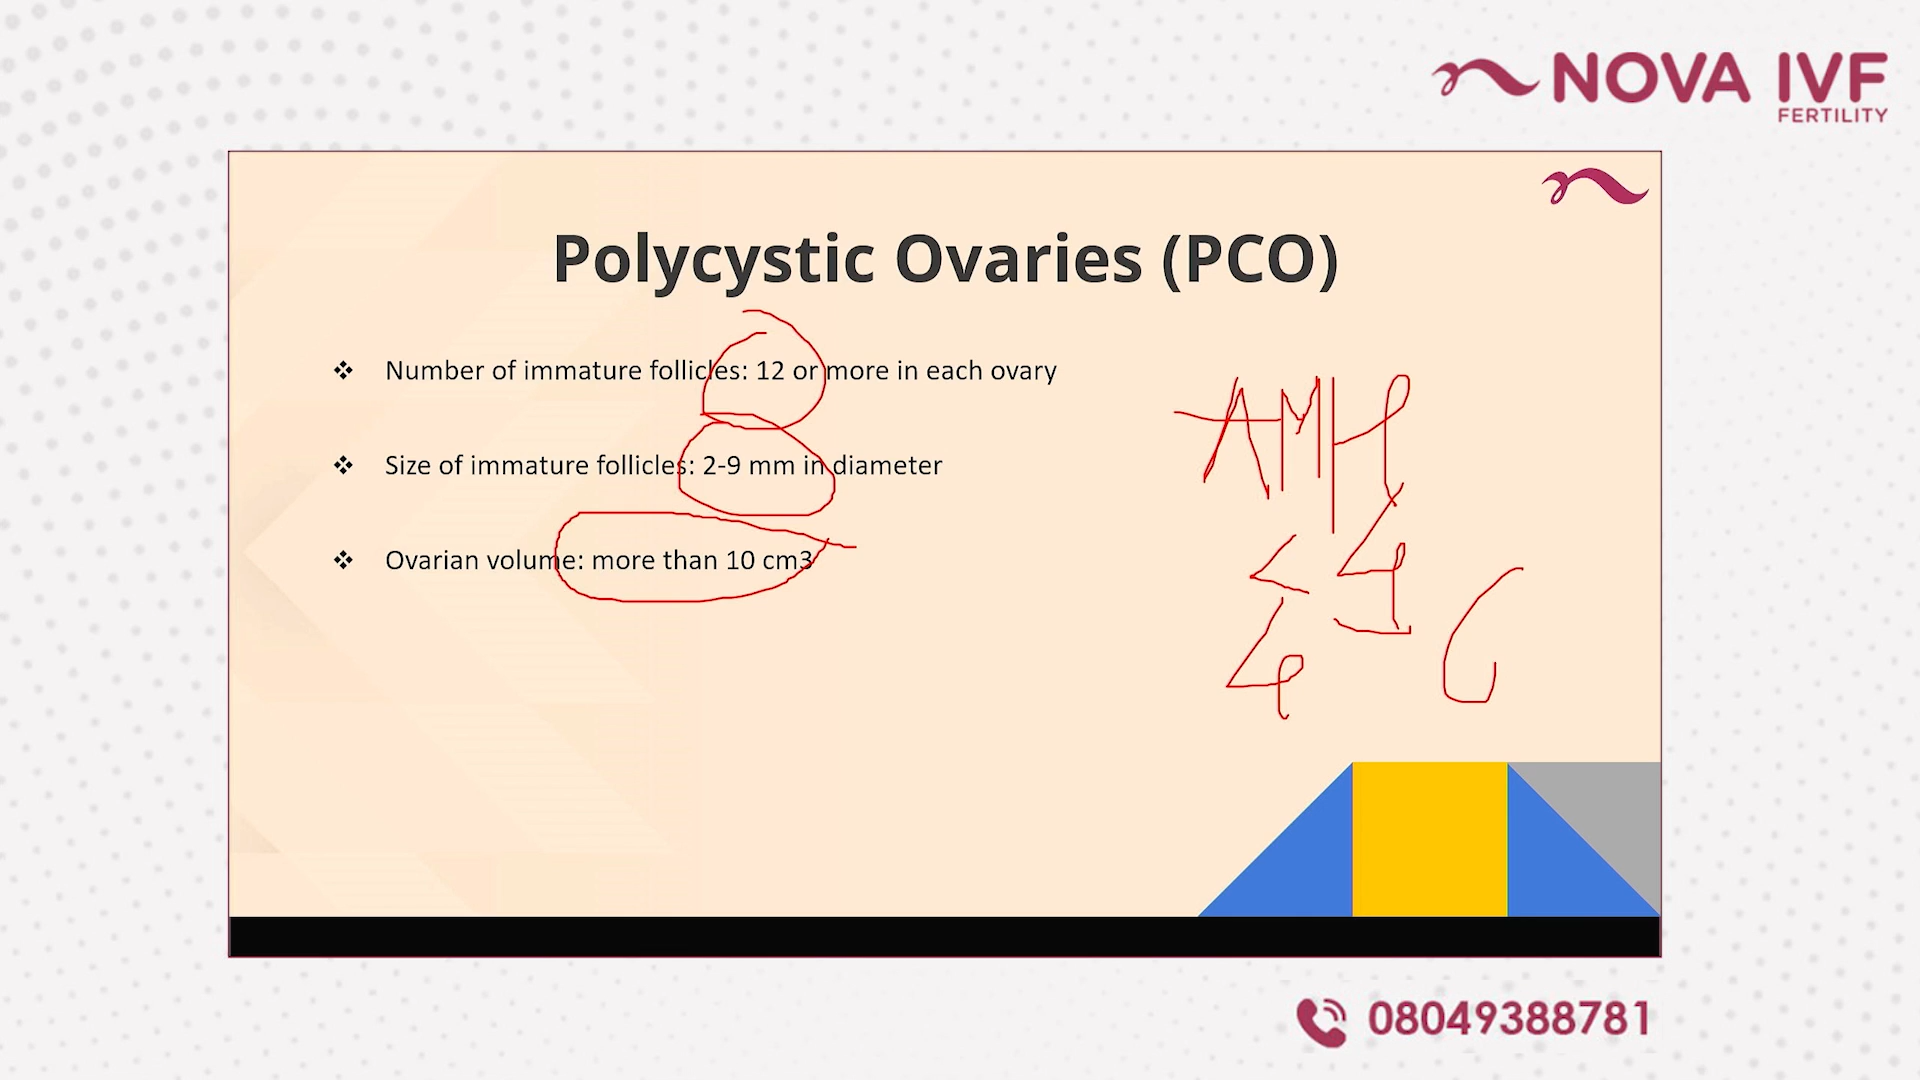 NOVA IVF
FERTILITY
Polycystic Ovaries (PCO)
❖ Number of immature follicles: 12 or more in each ovary
❖ Size of immature follicles: 2-9 mm in diameter
❖ Ovarian volume: more than 10 cm3
AMH
< 4
4
6
08049388781